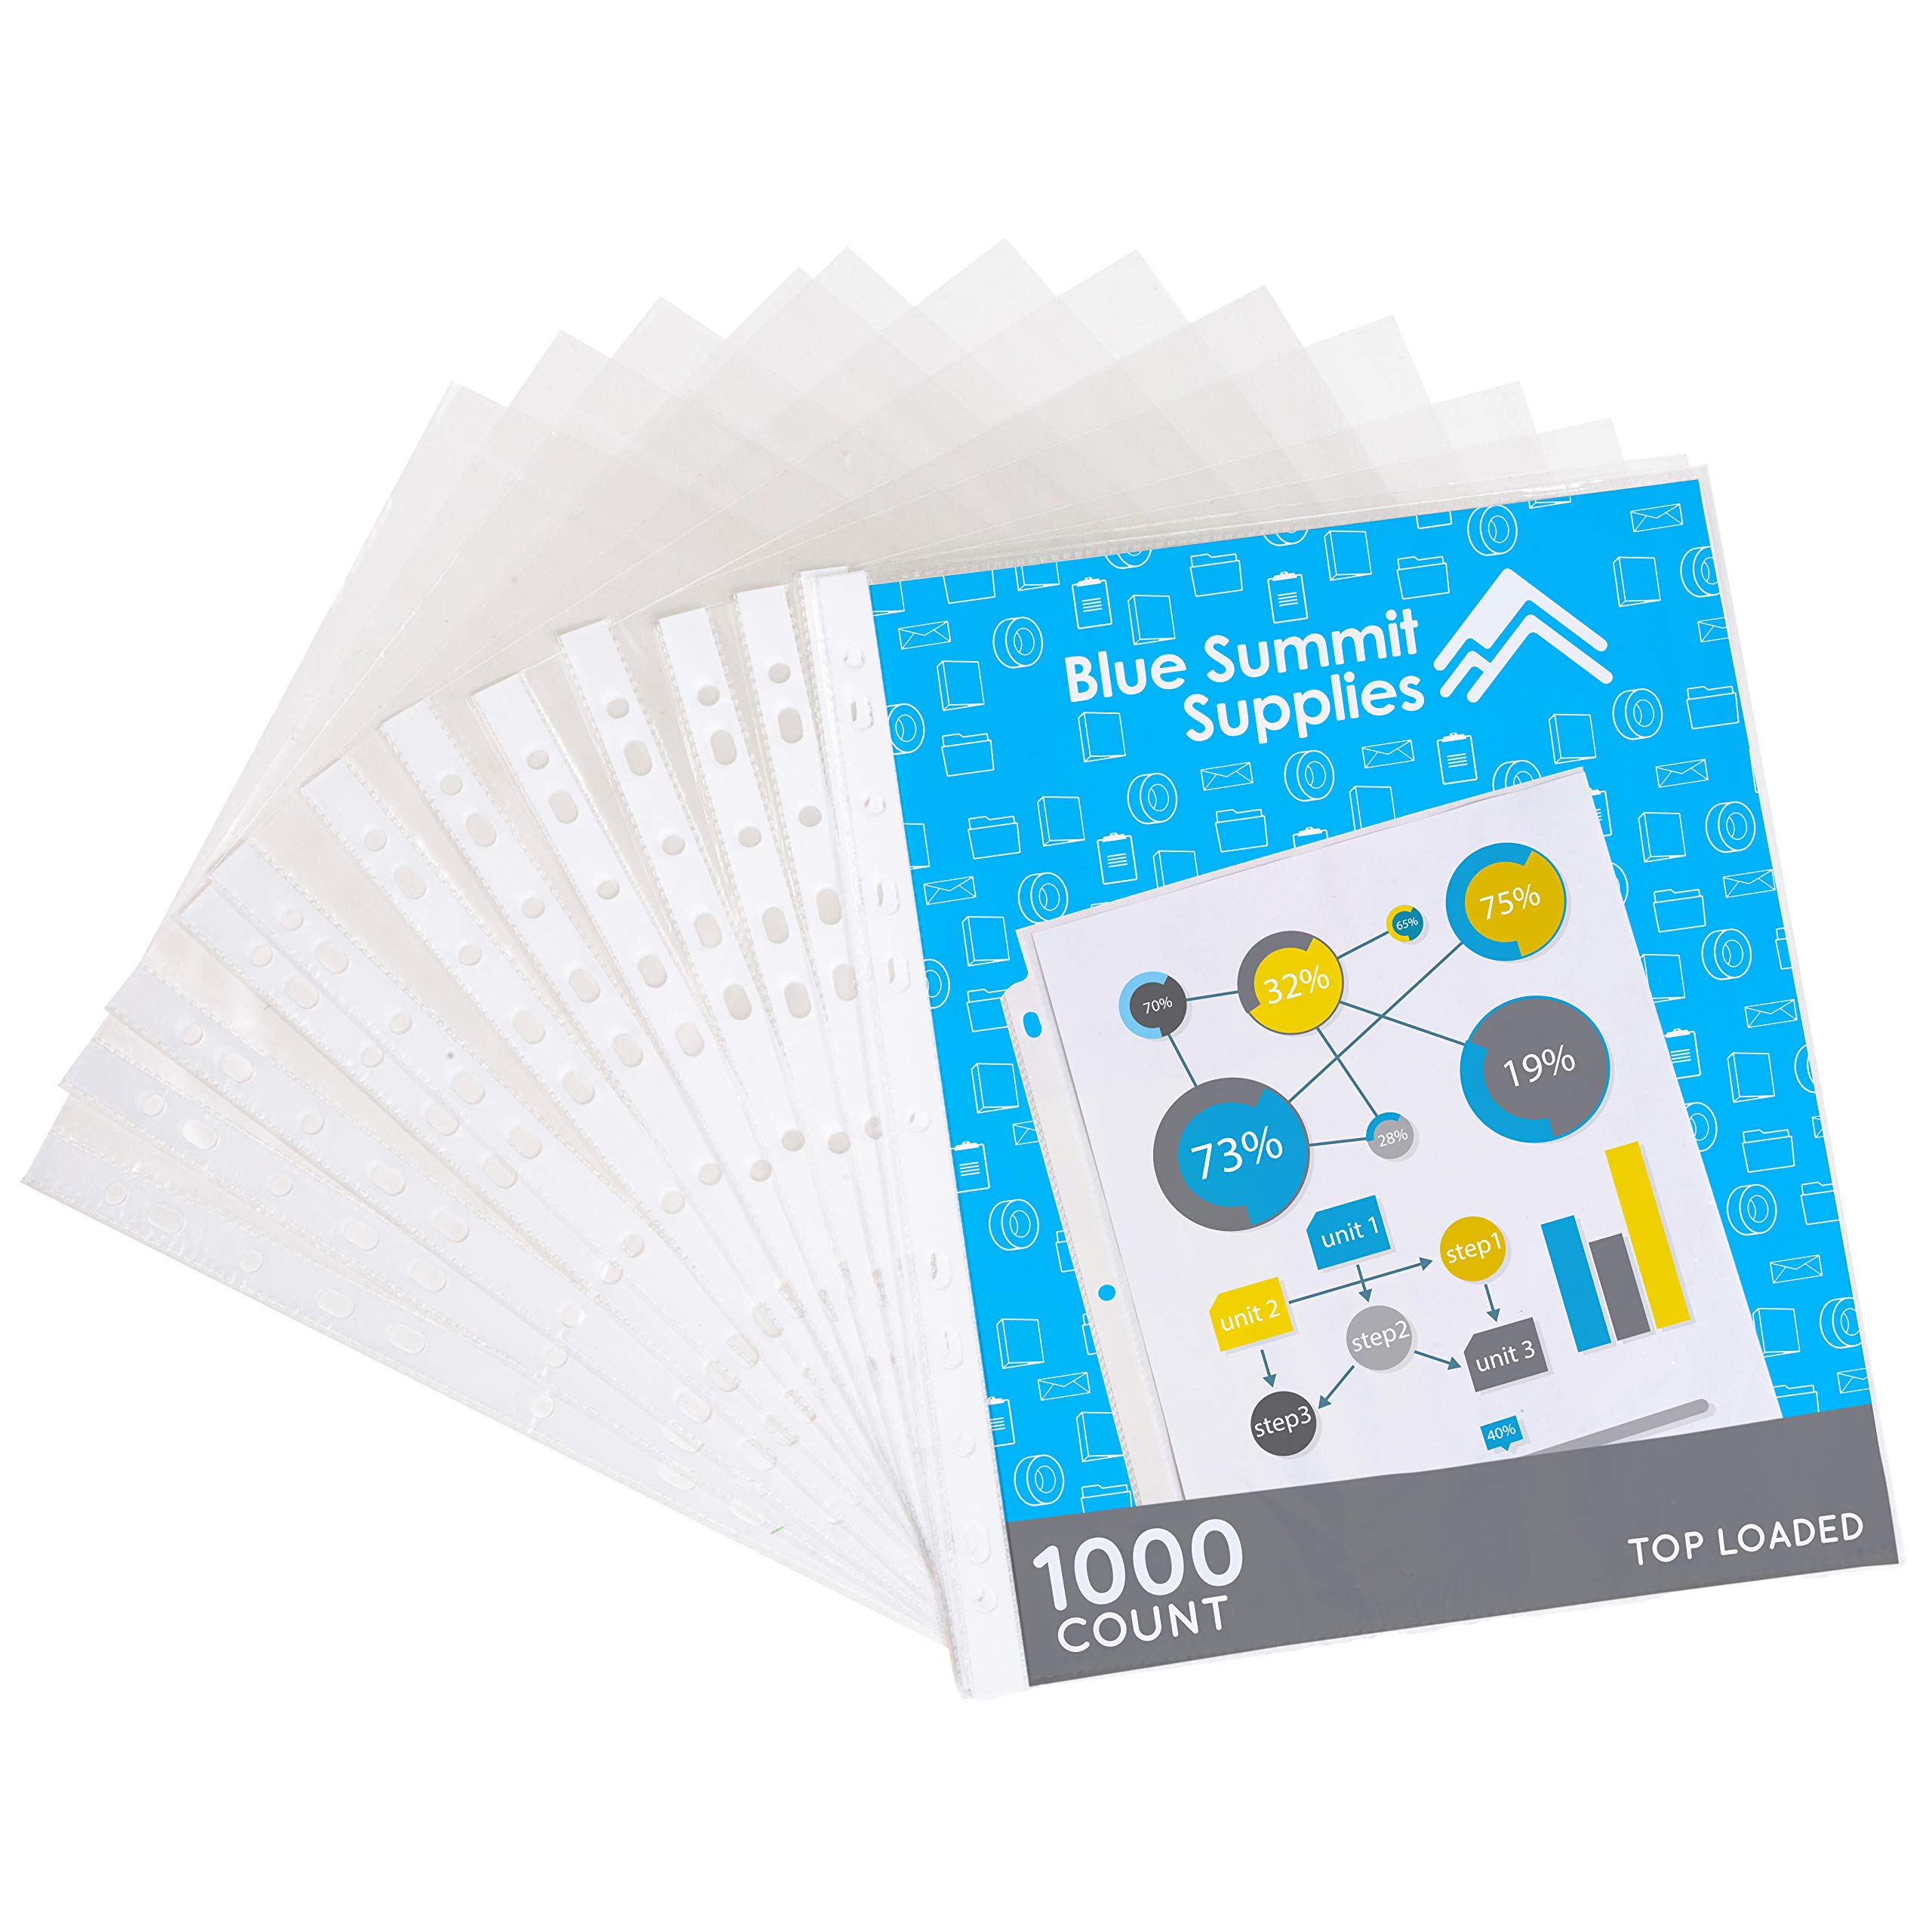 Blue Summit
Supplies
75%
65%
32%
70%
19%
73%
28%
unit 1
step1
unit 2
step2
unit 3
step3
40%
1000
COUNT
TOP LOADED